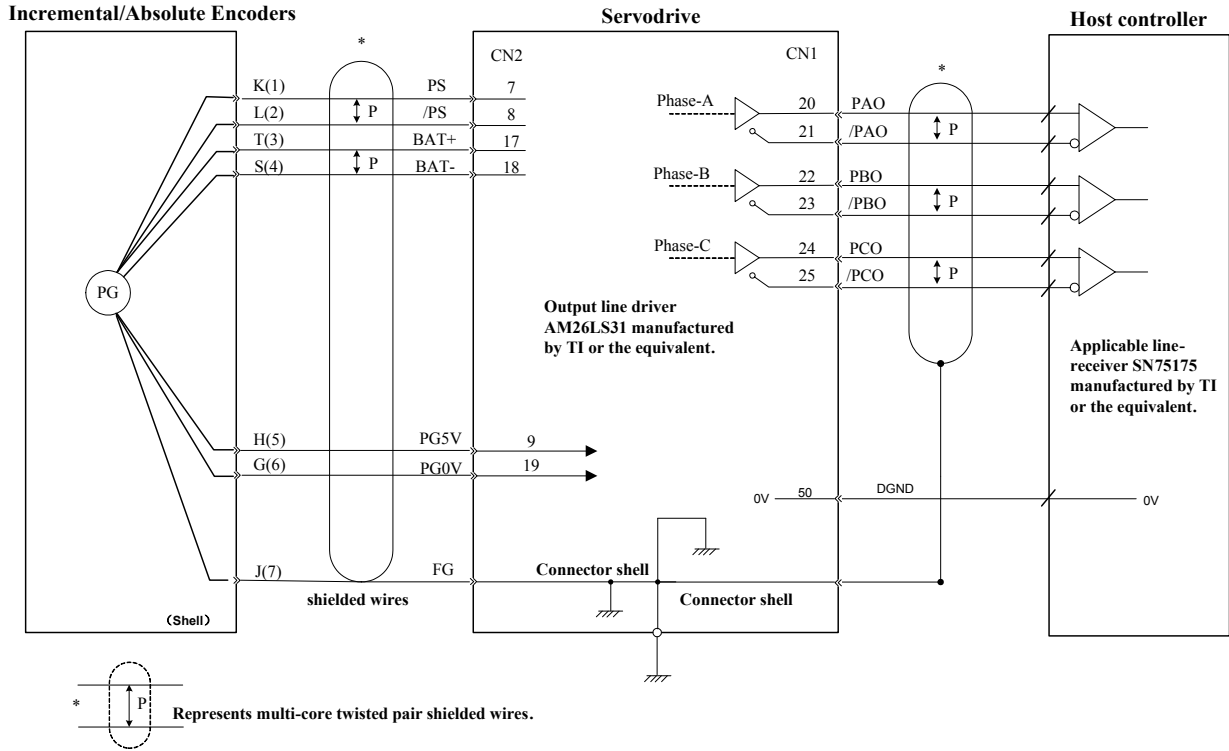 Incremental/Absolute Encoders
Servodrive
Host controller
*
*
CN2
CN1
K(1)
PS
7
L(2)
P
/PS
8
T(3)
BAT+
17
S(4)
P
BAT-
18
Phase-A
20
PAO
21
/PAO
P
Phase-B
22
PBO
23
/PBO
P
Phase-C
24
PCO
25
/PCO
P
PG
Output line driver
AM26LS31 manufactured
by TI or the equivalent.
Applicable line-
receiver SN75175
manufactured by TI
or the equivalent.
H(5)
PG5V
9
G(6)
PG0V
19
0V
50
DGND
0V
J(7)
FG
Connector shell
(Shell)
shielded wires
Connector shell
*
P
Represents multi-core twisted pair shielded wires.